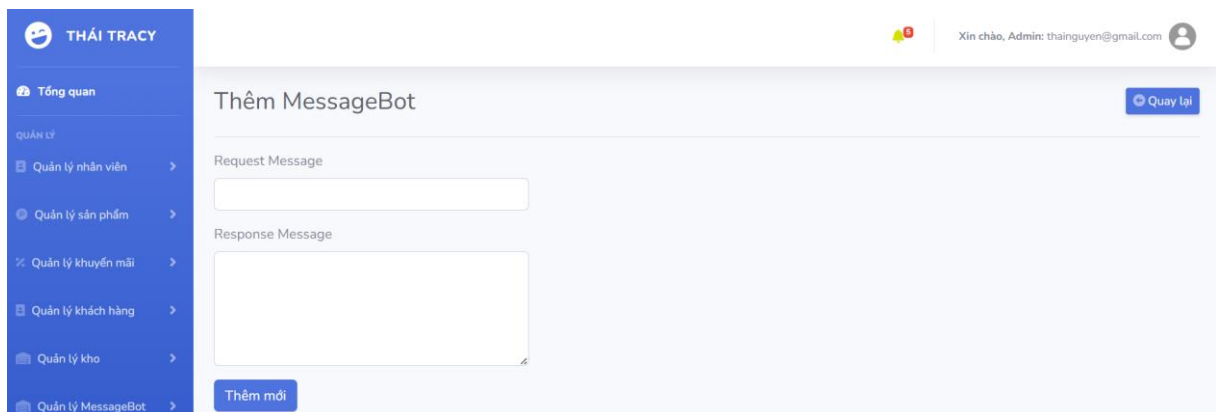 THÁI TRACY
5
Xin chào, Admin: thainguyen@gmail.com
Tổng quan
Thêm MessageBot
Quay lại
QUẢN LÝ
Quản lý nhân viên
Request Message
Quản lý sản phẩm
Response Message
Quản lý khuyến mãi
Quản lý khách hàng
Quản lý kho
Thêm mới
Quản lý MessageBot